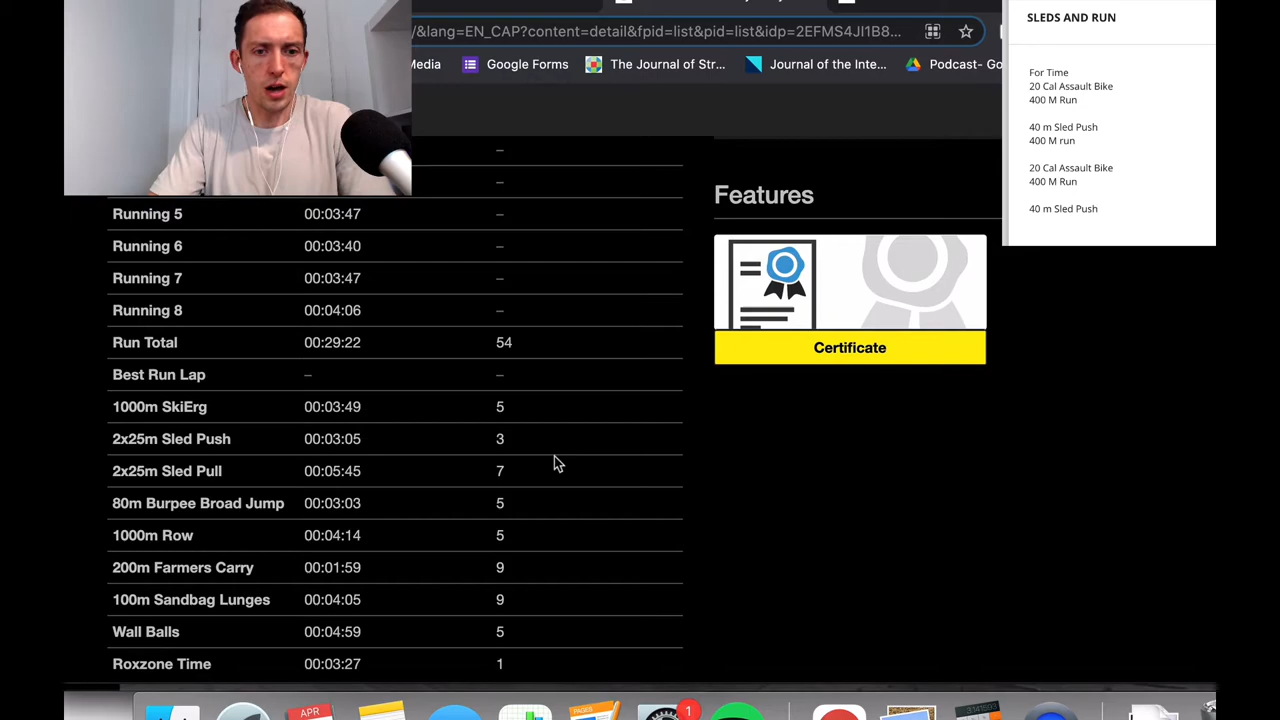 SLEDS AND RUN
/&lang=EN_CAP?content=detail&fpid=list&pid=list&idp=2EFMS4JI1B8...
Media Google Forms The Journal of Str... Journal of the Inte... Podcast- Go
For Time
20 Cal Assault Bike
400 M Run
40 m Sled Push
400 M run
20 Cal Assault Bike
400 M Run
40 m Sled Push
–
–
Running 5 00:03:47 –
Running 6 00:03:40 –
Running 7 00:03:47 –
Running 8 00:04:06 –
Run Total 00:29:22 54
Best Run Lap – –
1000m SkiErg 00:03:49 5
2x25m Sled Push 00:03:05 3
2x25m Sled Pull 00:05:45 7
80m Burpee Broad Jump 00:03:03 5
1000m Row 00:04:14 5
200m Farmers Carry 00:01:59 9
100m Sandbag Lunges 00:04:05 9
Wall Balls 00:04:59 5
Roxzone Time 00:03:27 1
Features
Certificate
APR
PAGES
1
3.141593